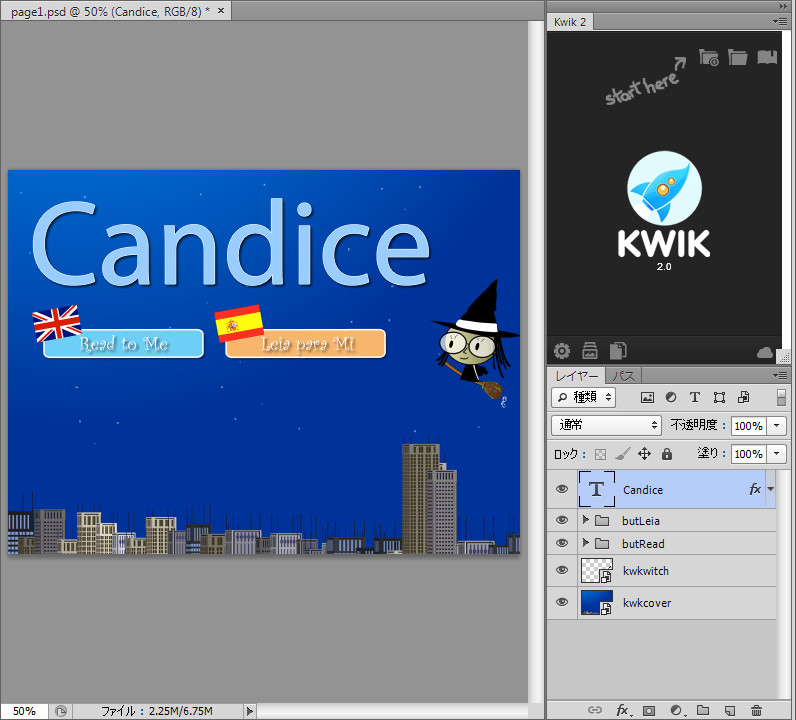 page1.psd @ 50% (Candice, RGB/8) * ×
Kwik 2
start here
KWIK
2.0
Candice
Read to Me
Leia para Mi
レイヤー パス
種類
通常 不透明度 : 100%
ロック : 塗り : 100%
T Candice fx
butLeia
butRead
kwkwitch
kwkcover
50% ファイル : 2.25M/6.75M
fx